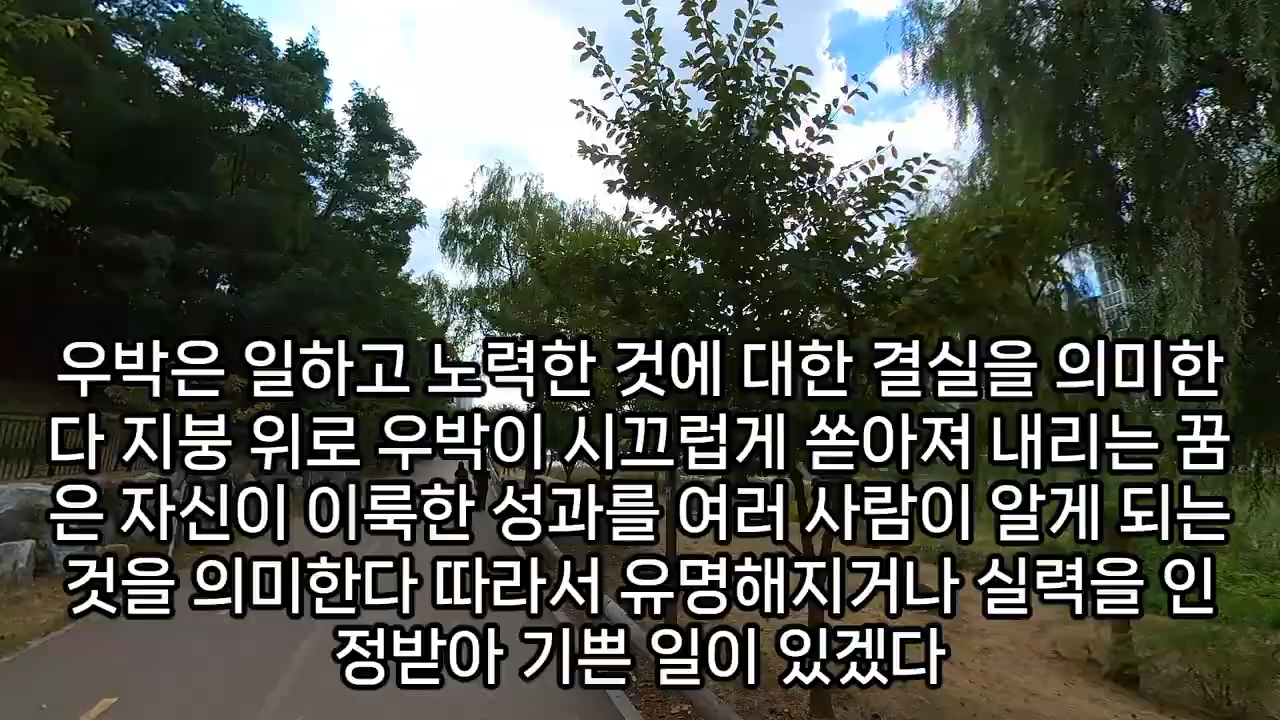 우박은 일하고 노력한 것에 대한 결실을 의미한
다 지붕 위로 우박이 시끄럽게 쏟아져 내리는 꿈
은 자신이 이룩한 성과를 여러 사람이 알게 되는
것을 의미한다 따라서 유명해지거나 실력을 인
정받아 기쁜 일이 있겠다